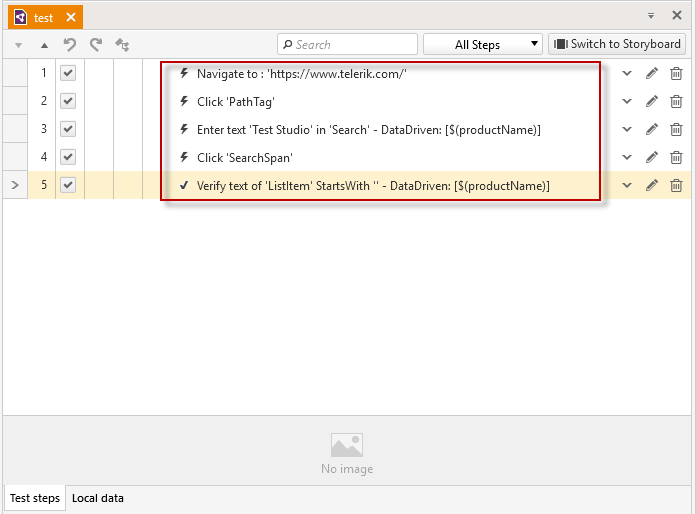 test
Search
All Steps
Switch to Storyboard
1 Navigate to : 'https://www.telerik.com/'
2 Click 'PathTag'
3 Enter text 'Test Studio' in 'Search' - DataDriven: [$(productName)]
4 Click 'SearchSpan'
5 Verify text of 'ListItem' StartsWith '' - DataDriven: [$(productName)]
No image
Test steps Local data